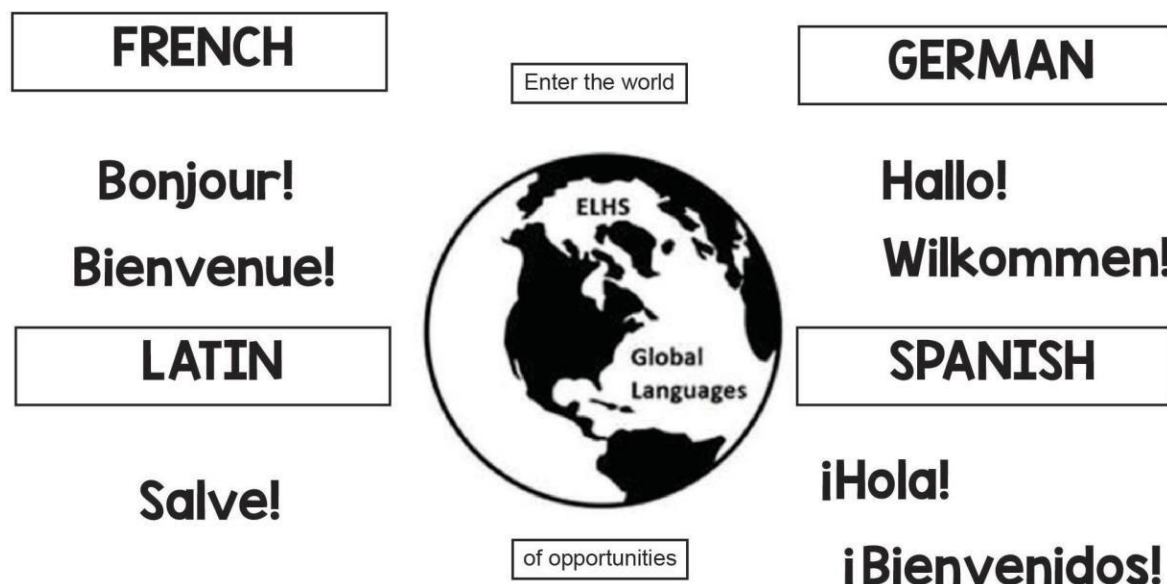 FRENCH
Bonjour!
Bienvenue!
LATIN
Salve!
Enter the world
ELHS
Global
Languages
of opportunities
GERMAN
Hallo!
Wilkommen!
SPANISH
¡Hola!
¡Bienvenidos!